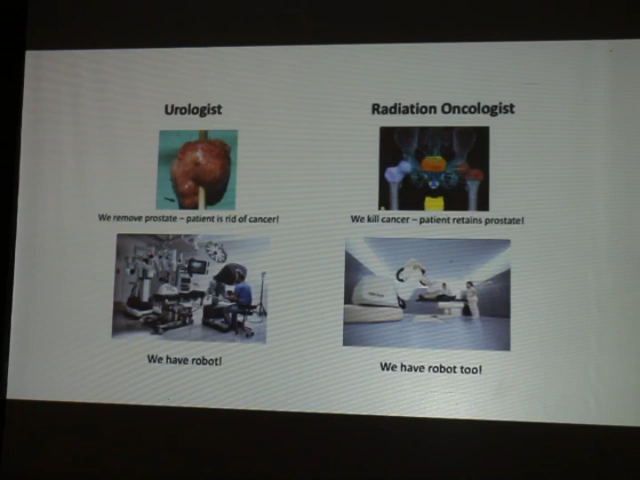 Urologist
Radiation Oncologist
We remove prostate – patient is rid of cancer!
We kill cancer – patient retains prostate!
We have robot!
We have robot too!